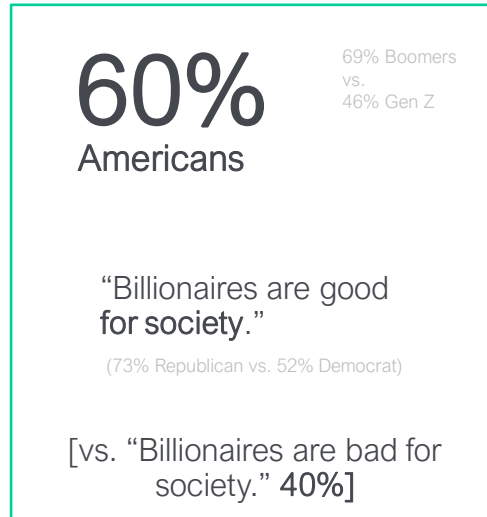 60%
Americans
69% Boomers
vs.
46% Gen Z
“Billionaires are good
for society.”
(73% Republican vs. 52% Democrat)
[vs. “Billionaires are bad for
society.” 40%]